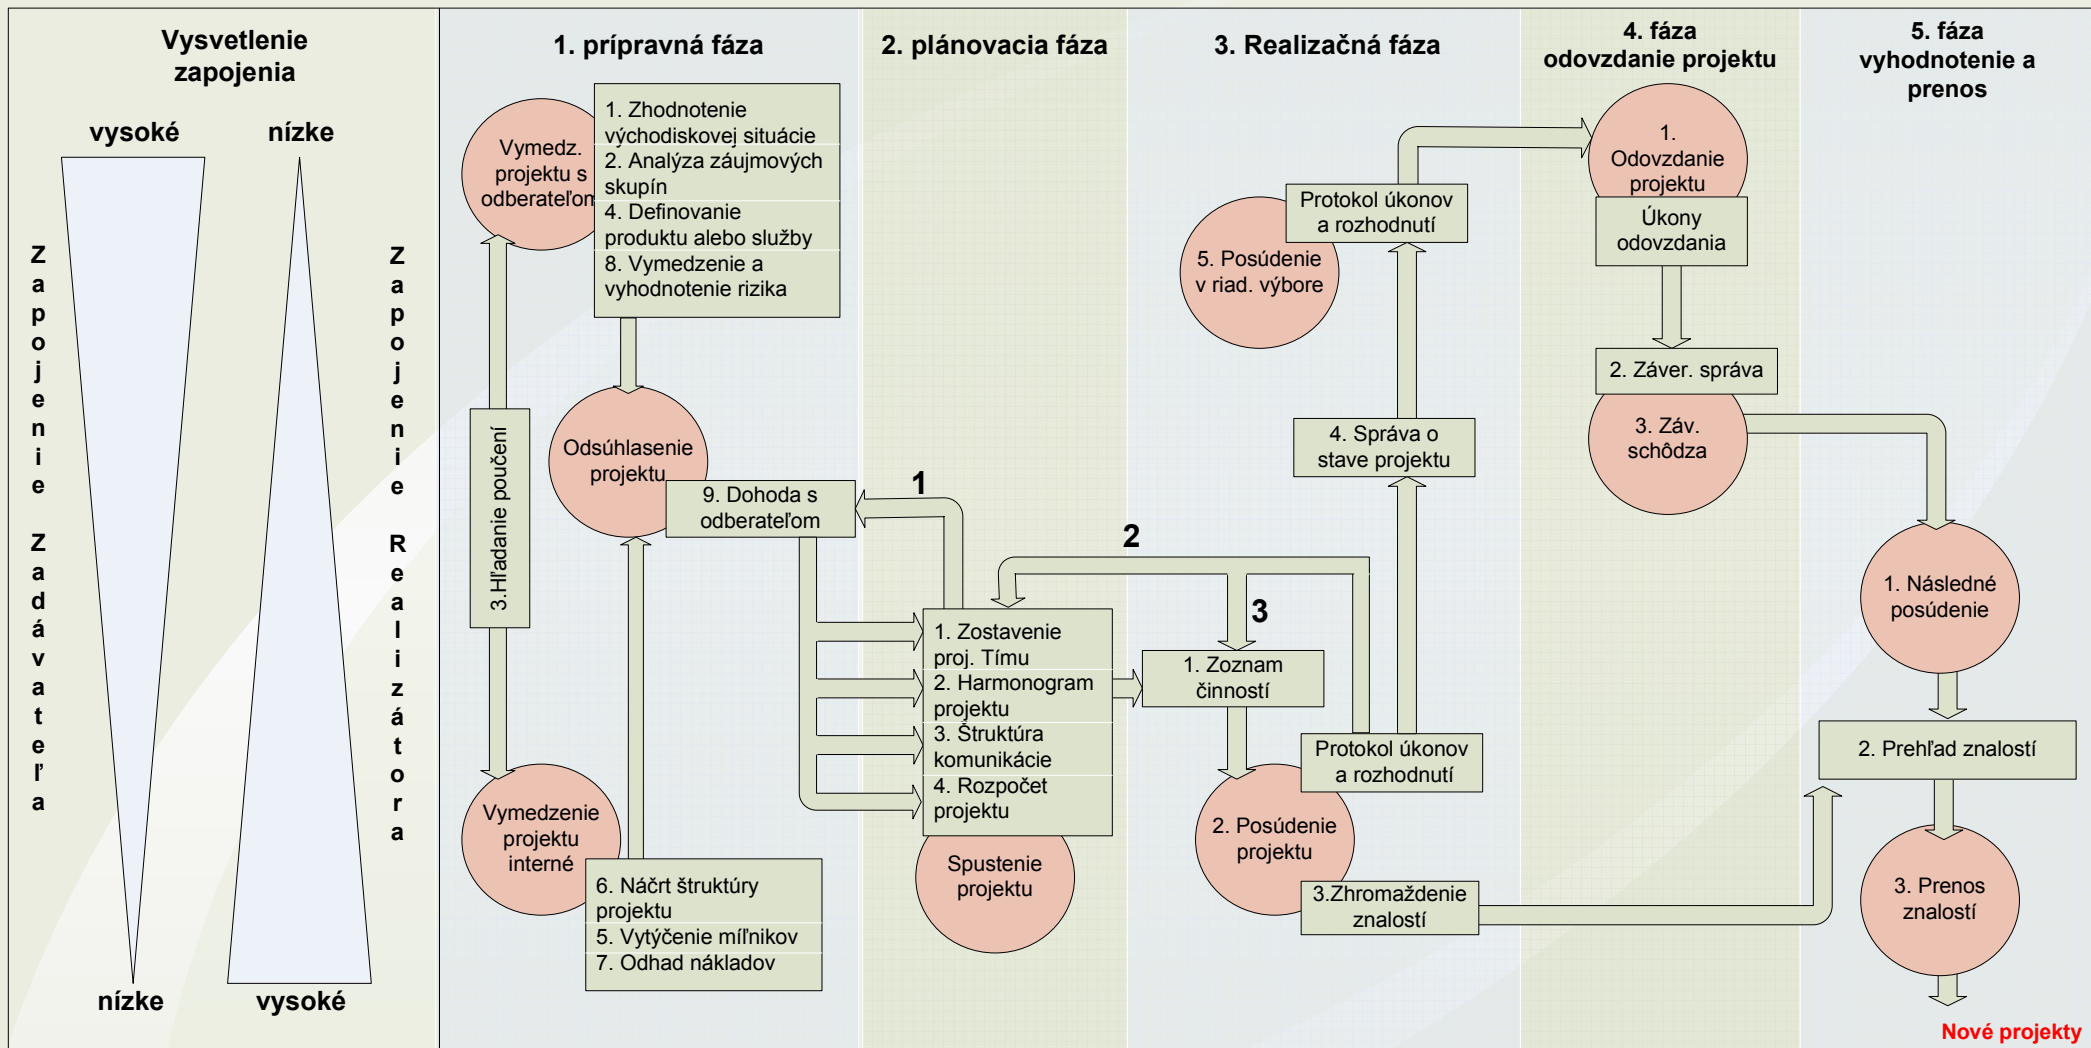 Vysvetlenie
zapojenia
vysoké
nízke
Zapojenie Zadávateľa
Zapojenie Realizátora
nízke
vysoké
1. prípravná fáza
Vymedz.
projektu s
odberateľom
1. Zhodnotenie
východiskovej situácie
2. Analýza záujmových
skupín
4. Definovanie
produktu alebo služby
8. Vymedzenie a
vyhodnotenie rizika
3.Hľadanie poučení
Odsúhlasenie
projektu
9. Dohoda s
odberateľom
Vymedzenie
projektu
interné
6. Náčrt štruktúry
projektu
5. Vytýčenie míľnikov
7. Odhad nákladov
2. plánovacia fáza
1
1. Zostavenie
proj. Tímu
2. Harmonogram
projektu
3. Štruktúra
komunikácie
4. Rozpočet
projektu
Spustenie
projektu
3. Realizačná fáza
Protokol úkonov
a rozhodnutí
5. Posúdenie
v riad. výbore
4. Správa o
stave projektu
2
3
1. Zoznam
činností
Protokol úkonov
a rozhodnutí
2. Posúdenie
projektu
3.Zhromaždenie
znalostí
4. fáza
odovzdanie projektu
1.
Odovzdanie
projektu
Úkony
odovzdania
2. Záver. správa
3. Záv.
schôdza
5. fáza
vyhodnotenie a
prenos
1. Následné
posúdenie
2. Prehľad znalostí
3. Prenos
znalostí
Nové projekty